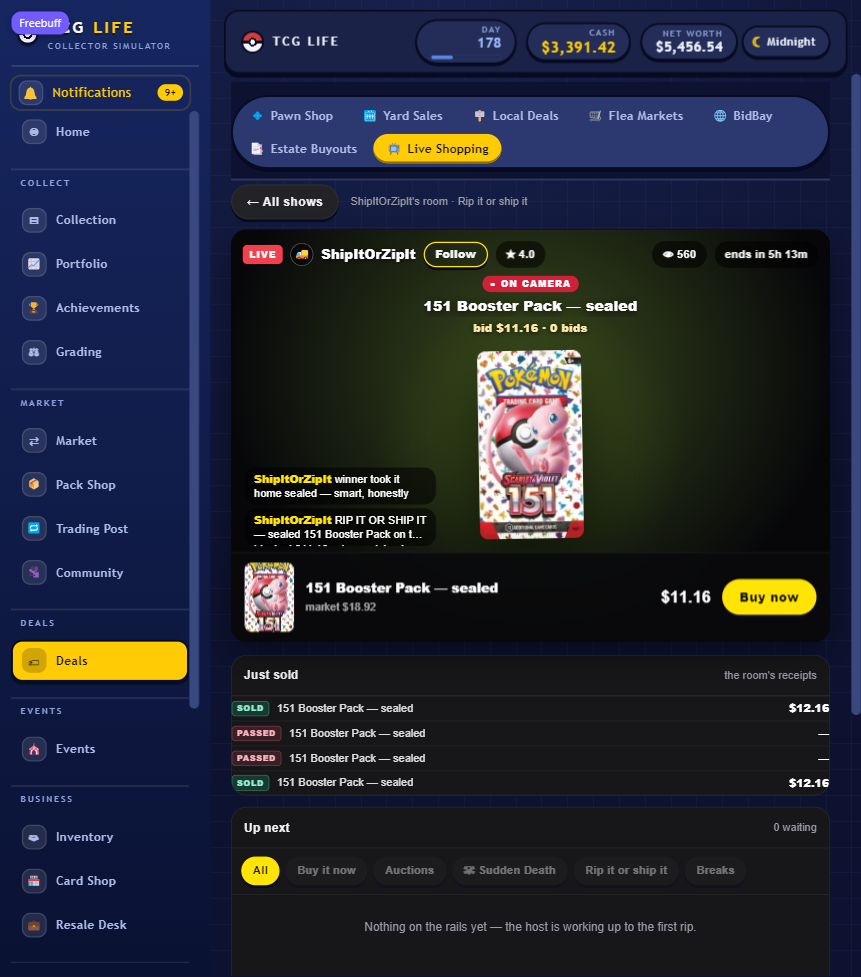 Freebuff
CG LIFE
COLLECTOR SIMULATOR
Notifications 9+
Home
COLLECT
Collection
Portfolio
Achievements
Grading
MARKET
Market
Pack Shop
Trading Post
Community
DEALS
Deals
EVENTS
Events
BUSINESS
Inventory
Card Shop
Resale Desk
TCG LIFE
DAY
178
CASH
$3,391.42
NET WORTH
$5,456.54
Midnight
Pawn Shop Yard Sales Local Deals Flea Markets BidBay
Estate Buyouts Live Shopping
← All shows ShipItOrZipIt's room · Rip it or ship it
LIVE ShipItOrZipIt Follow ★ 4.0 560 ends in 5h 13m
ON CAMERA
151 Booster Pack — sealed
bid $11.16 · 0 bids
POKéMON
TRADING CARD GAME
SCARLET & VIOLET
151
ShipItOrZipIt winner took it
home sealed — smart, honestly
ShipItOrZipIt RIP IT OR SHIP IT
— sealed 151 Booster Pack on t...
151 Booster Pack — sealed
market $18.92
$11.16 Buy now
Just sold the room's receipts
SOLD 151 Booster Pack — sealed $12.16
PASSED 151 Booster Pack — sealed —
PASSED 151 Booster Pack — sealed —
SOLD 151 Booster Pack — sealed $12.16
Up next 0 waiting
All Buy it now Auctions Sudden Death Rip it or ship it Breaks
Nothing on the rails yet — the host is working up to the first rip.